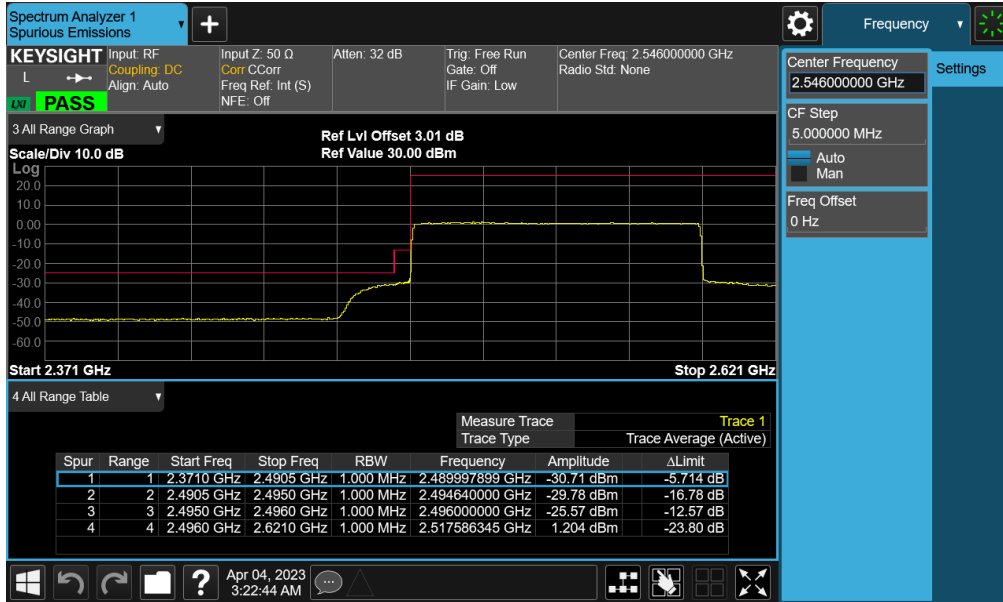 Spectrum Analyzer 1
Spurious Emissions
Frequency
KEYSIGHT Input: RF Input Z: 50 Ω Atten: 32 dB Trig: Free Run Center Freq: 2.546000000 GHz
L Coupling: DC Corr CCorr Gate: Off Radio Std: None
Align: Auto Freq Ref: Int (S) IF Gain: Low
LXI PASS NFE: Off
Center Frequency
2.546000000 GHz
Settings
CF Step
5.000000 MHz
Auto
Man
Freq Offset
0 Hz
3 All Range Graph
Ref Lvl Offset 3.01 dB
Scale/Div 10.0 dB Ref Value 30.00 dBm
Log
20.0
10.0
0.00
-10.0
-20.0
-30.0
-40.0
-50.0
-60.0
Start 2.371 GHz Stop 2.621 GHz
4 All Range Table
Measure Trace Trace 1
Trace Type Trace Average (Active)
Spur Range Start Freq Stop Freq RBW Frequency Amplitude ΔLimit
1 1 2.3710 GHz 2.4905 GHz 1.000 MHz 2.489997899 GHz -30.71 dBm -5.714 dB
2 2 2.4905 GHz 2.4950 GHz 1.000 MHz 2.494640000 GHz -29.78 dBm -16.78 dB
3 3 2.4950 GHz 2.4960 GHz 1.000 MHz 2.496000000 GHz -25.57 dBm -12.57 dB
4 4 2.4960 GHz 2.6210 GHz 1.000 MHz 2.517586345 GHz 1.204 dBm -23.80 dB
Apr 04, 2023
3:22:44 AM